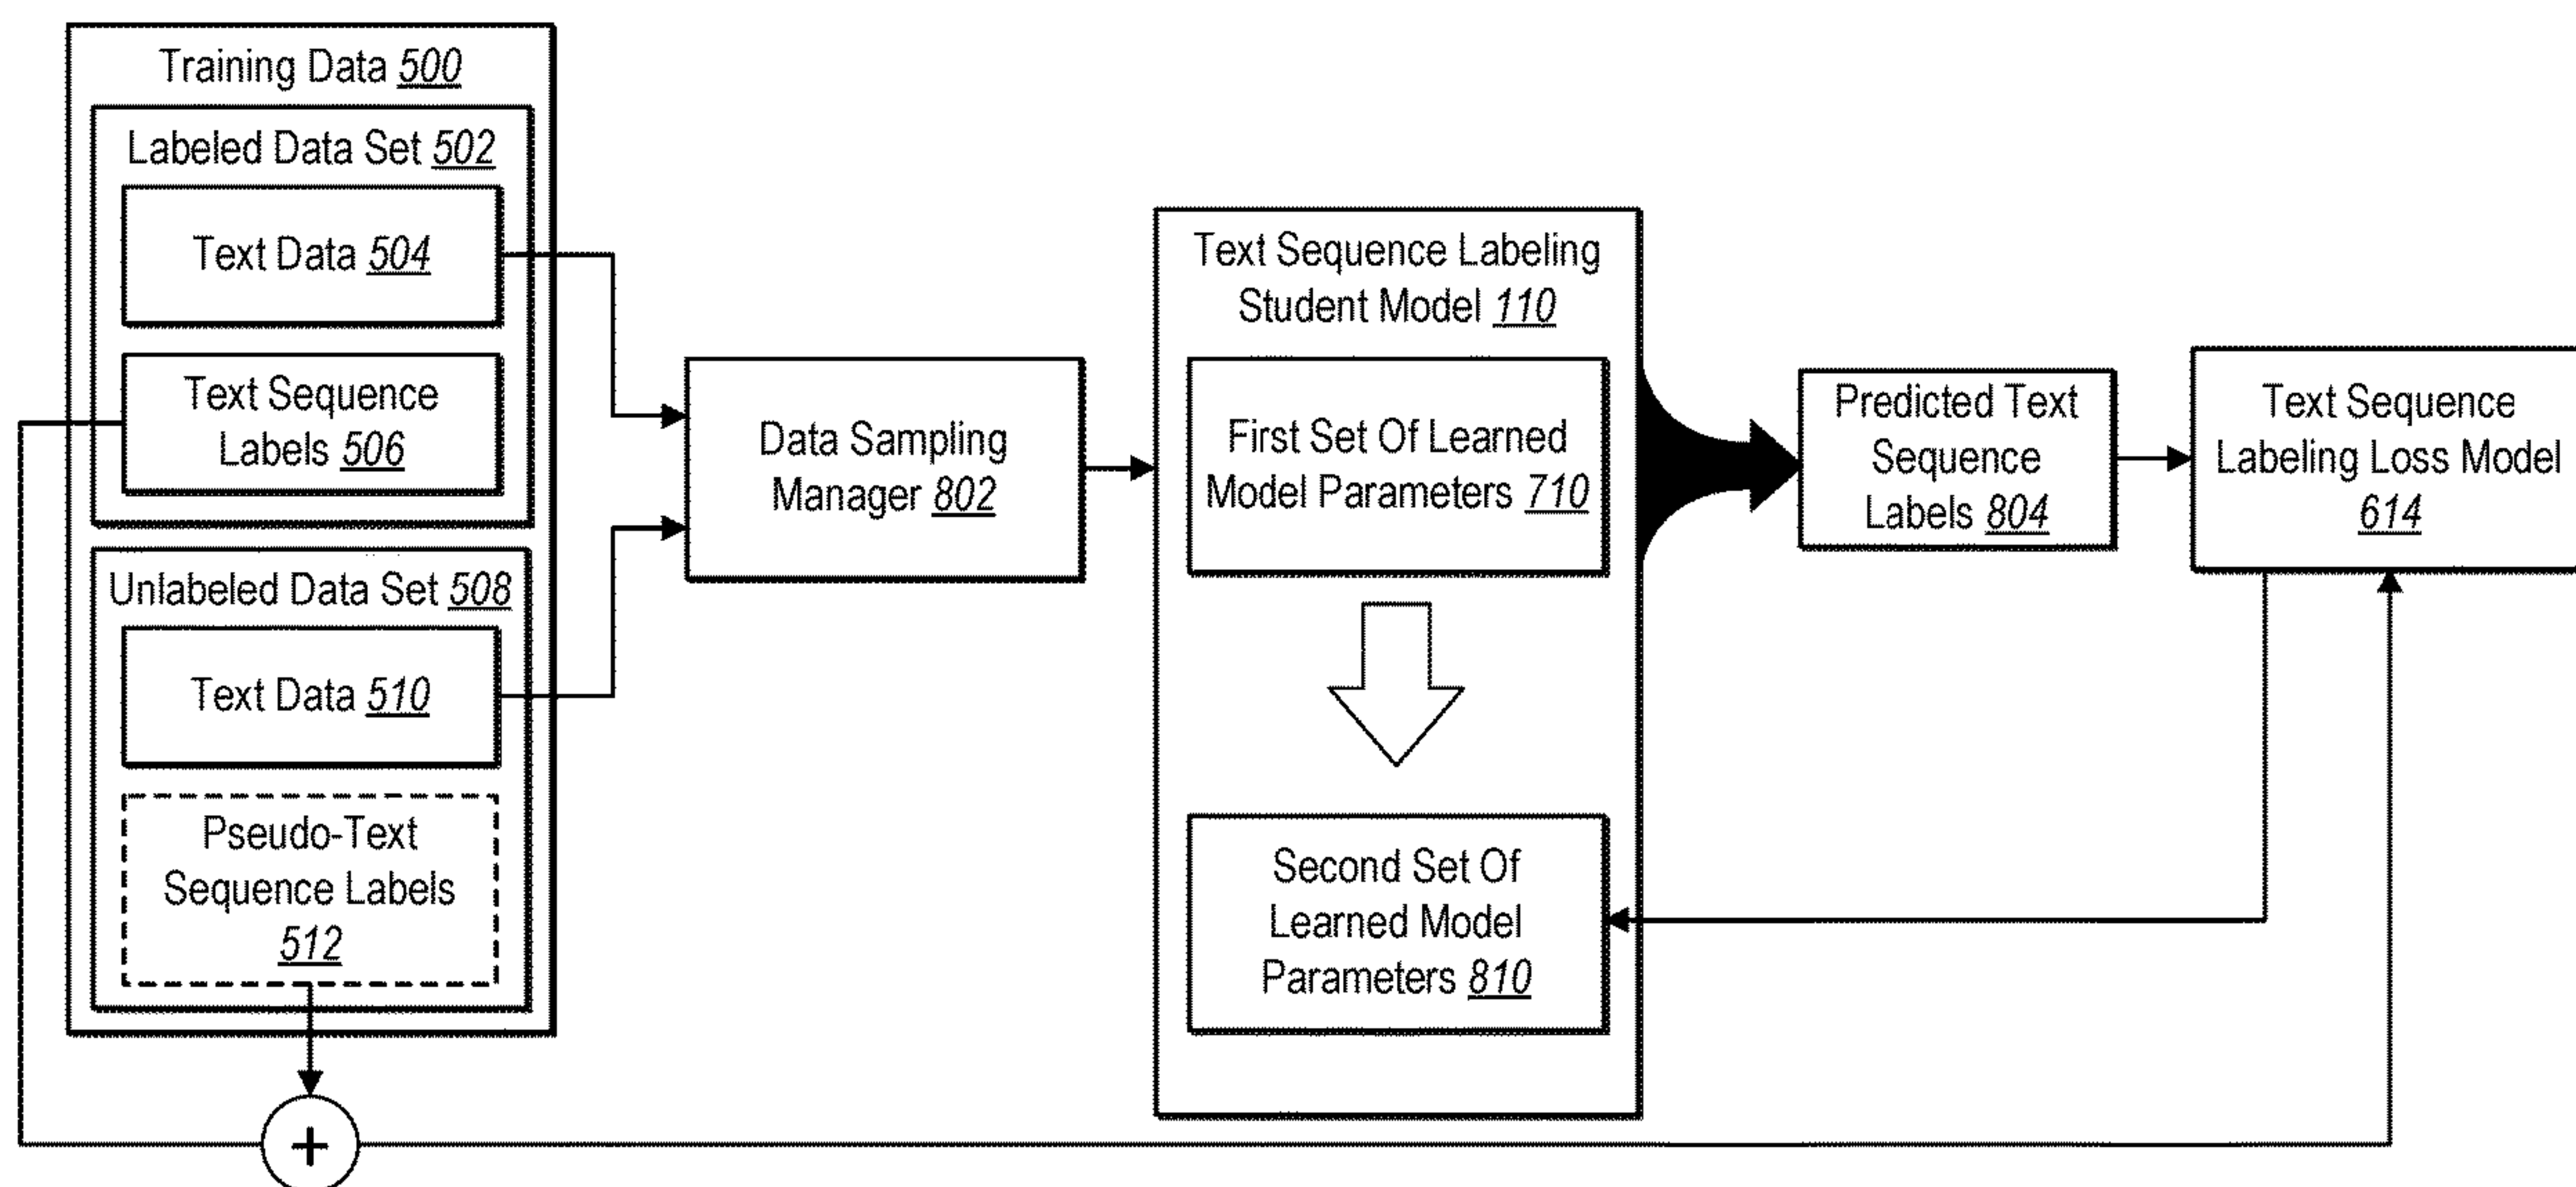 Training Data 500
Labeled Data Set 502
Text Data 504
Text Sequence
Labels 506
Unlabeled Data Set 508
Text Data 510
Pseudo-Text
Sequence Labels
512
+
Data Sampling
Manager 802
Text Sequence Labeling
Student Model 110
First Set Of Learned
Model Parameters 710
Second Set Of
Learned Model
Parameters 810
Predicted Text
Sequence
Labels 804
Text Sequence
Labeling Loss Model
614